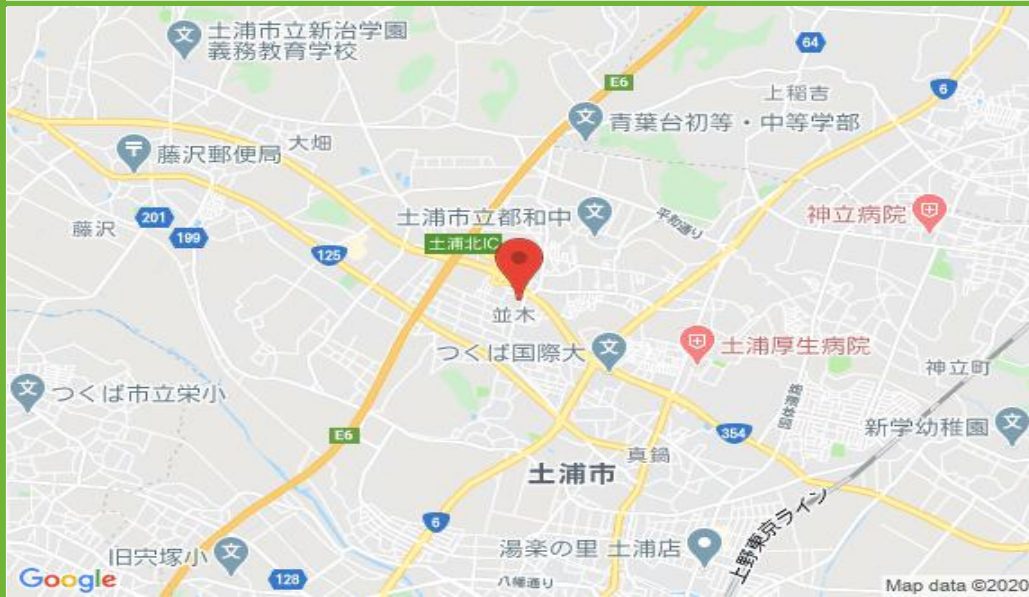 土浦市立新治学園
義務教育学校
64
E6
6
上稲吉
青葉台初等・中等学部
大畑
藤沢郵便局
土浦市立都和中
神立病院
201
平和通り
藤沢
199
土浦北IC
125
並木
つくば国際大
土浦厚生病院
神立町
つくば市立栄小
新学幼稚園
E6
354
真鍋
土浦市
6
上野東京ライン
湯楽の里 土浦店
旧宍塚小
128
八幡通り
Google
Map data ©2020